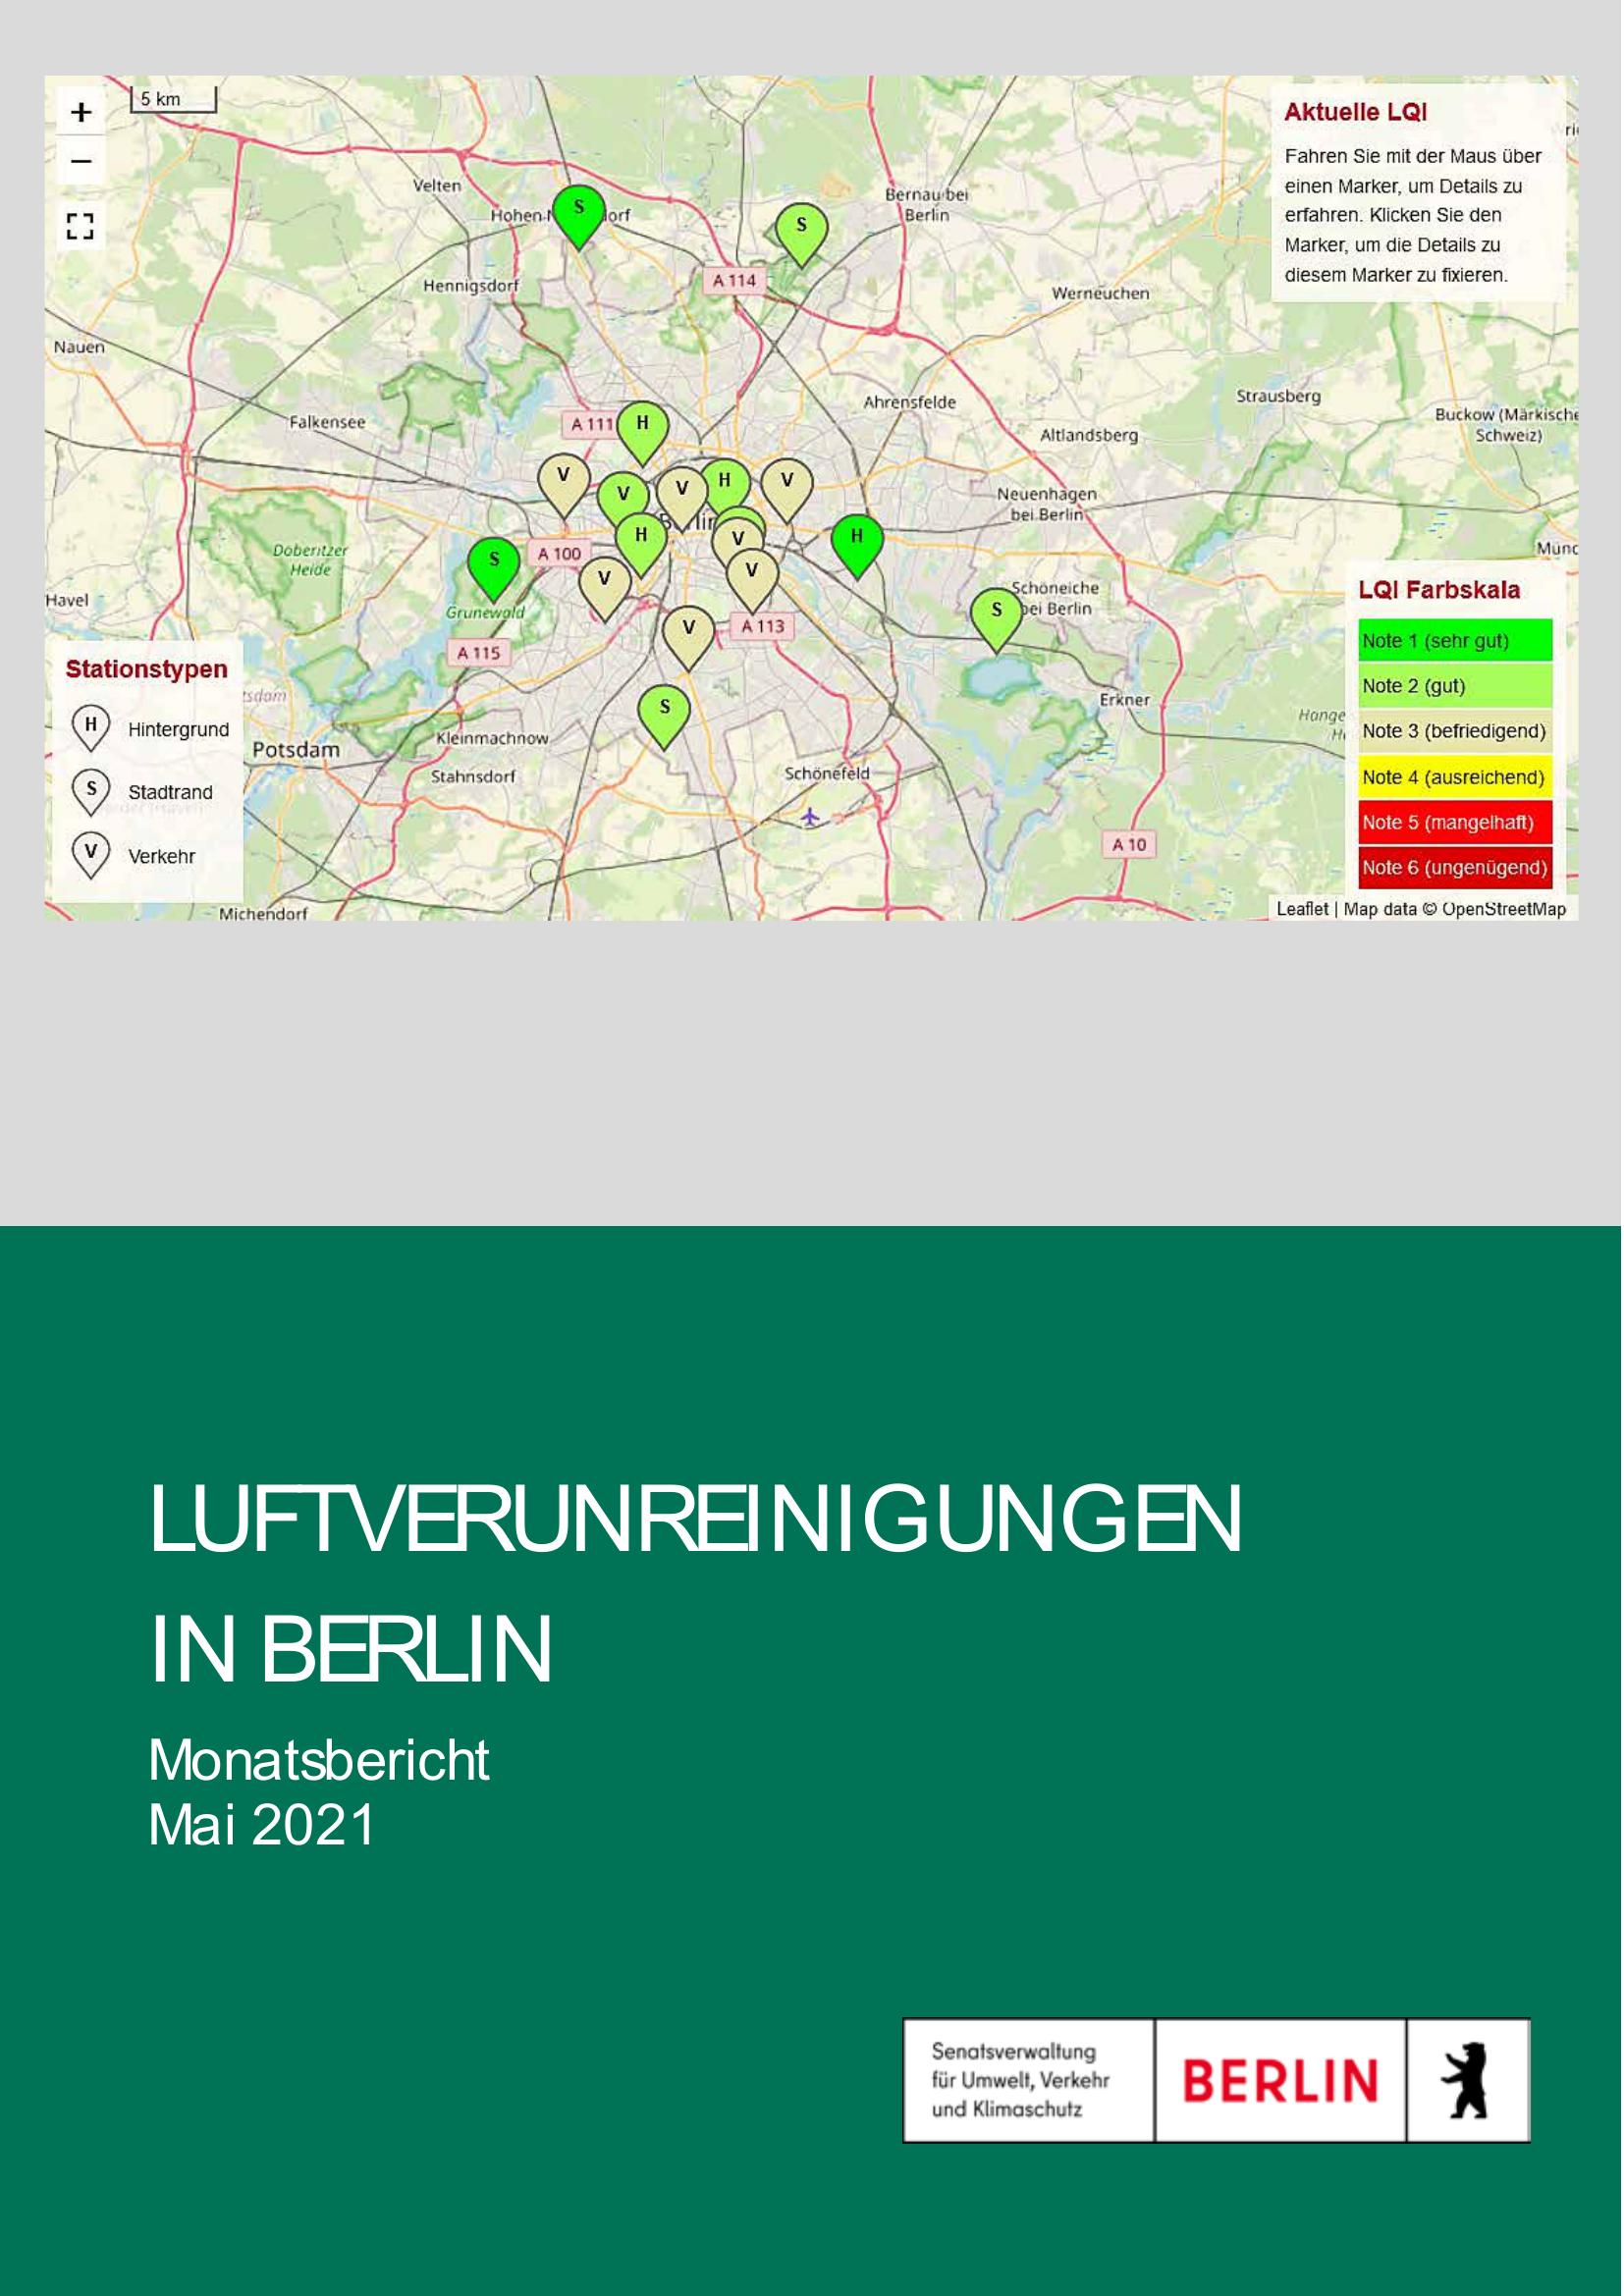 +
5 km
−
Aktuelle LQI
Fahren Sie mit der Maus über
einen Marker, um Details zu
erfahren. Klicken Sie den
Marker, um die Details zu
diesem Marker zu fixieren.
Velten
Bernau bei
Berlin
S
S
Hennigsdorf
A 114
Werneuchen
Nauen
Falkensee
A 111
H
Ahrensfelde
Strausberg
Buckow (Märkische
Schweiz)
Altlandsberg
V
V
V
H
V
Neuenhagen
bei Berlin
Döberitzer
Heide
S
A 100
H
V
H
V
V
Grunewald
Havel
Schöneiche
bei Berlin
S
V
A 113
A 115
LQI Farbskala
Note 1 (sehr gut)
Note 2 (gut)
Note 3 (befriedigend)
Note 4 (ausreichend)
Note 5 (mangelhaft)
Note 6 (ungenügend)
Stationstypen
H Hintergrund
S Stadtrand
V Verkehr
S
Erkner
Potsdam
Kleinmachnow
Stahnsdorf
Schönefeld
A 10
Michendorf
Leaflet | Map data © OpenStreetMap
LUFTVERUNREINIGUNGEN
IN BERLIN
Monatsbericht
Mai 2021
Senatsverwaltung
für Umwelt, Verkehr
und Klimaschutz
BERLIN